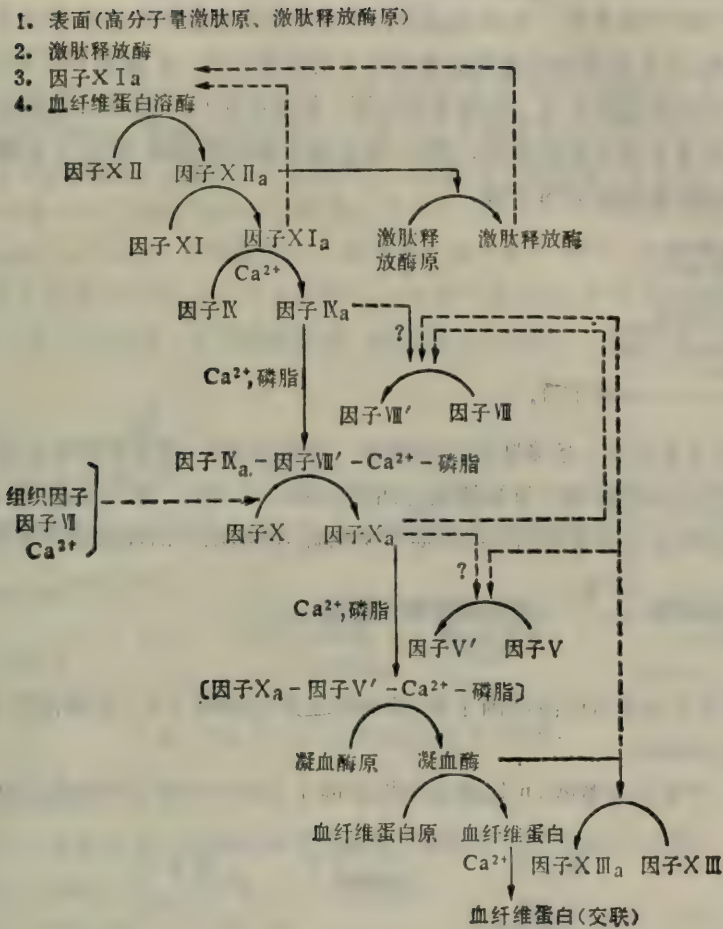 1. 表面(高分子量激肽原、激肽释放酶原)
2. 激肽释放酶
3. 因子XIa
4. 血纤维蛋白溶酶
因子XII 因子XIIa
因子XI 因子XIa 激肽释放酶原 激肽释放酶
Ca²⁺
因子IX 因子IXa
?
Ca²⁺,磷脂
因子VIII′ 因子VIII
因子IXa-因子VIII′-Ca²⁺-磷脂
组织因子
因子VII
Ca²⁺
因子X 因子Xa
?
Ca²⁺,磷脂
因子V′ 因子V
〔因子Xa-因子V′-Ca²⁺-磷脂〕
凝血酶原 凝血酶
血纤维蛋白原 血纤维蛋白
Ca²⁺ 因子XIIIa 因子XIII
血纤维蛋白(交联)